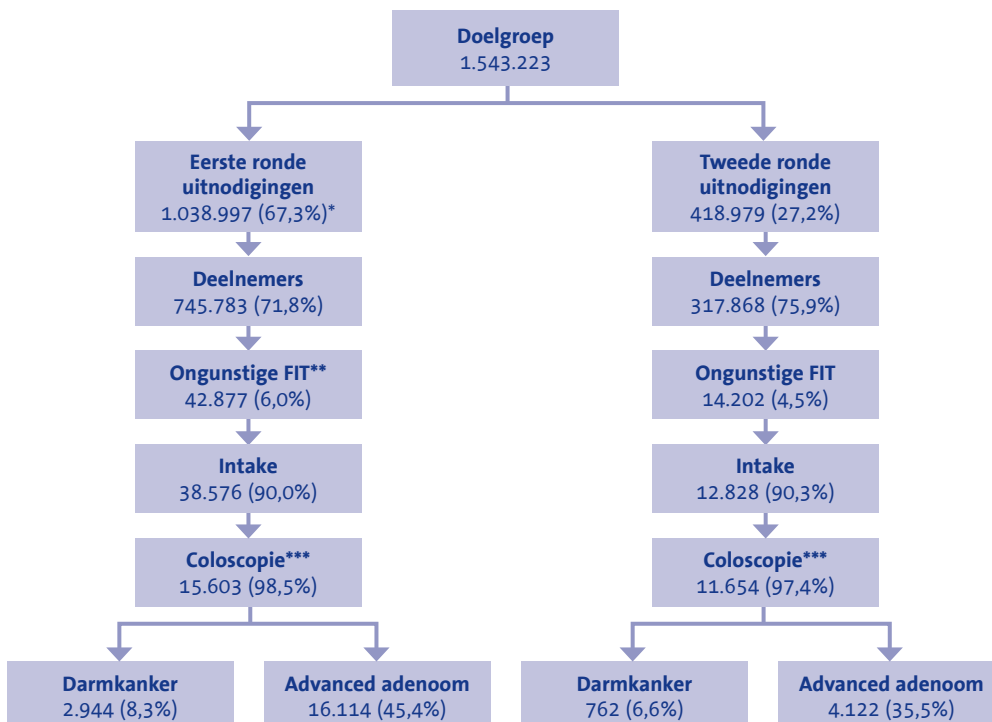 Doelgroep
1.543.223
Eerste ronde
uitnodigingen
1.038.997 (67,3%)*
Deelnemers
745.783 (71,8%)
Ongunstige FIT**
42.877 (6,0%)
Intake
38.576 (90,0%)
Coloscopie***
15.603 (98,5%)
Darmkanker
2.944 (8,3%)
Advanced adenoom
16.114 (45,4%)
Tweede ronde
uitnodigingen
418.979 (27,2%)
Deelnemers
317.868 (75,9%)
Ongunstige FIT
14.202 (4,5%)
Intake
12.828 (90,3%)
Coloscopie***
11.654 (97,4%)
Darmkanker
762 (6,6%)
Advanced adenoom
4.122 (35,5%)